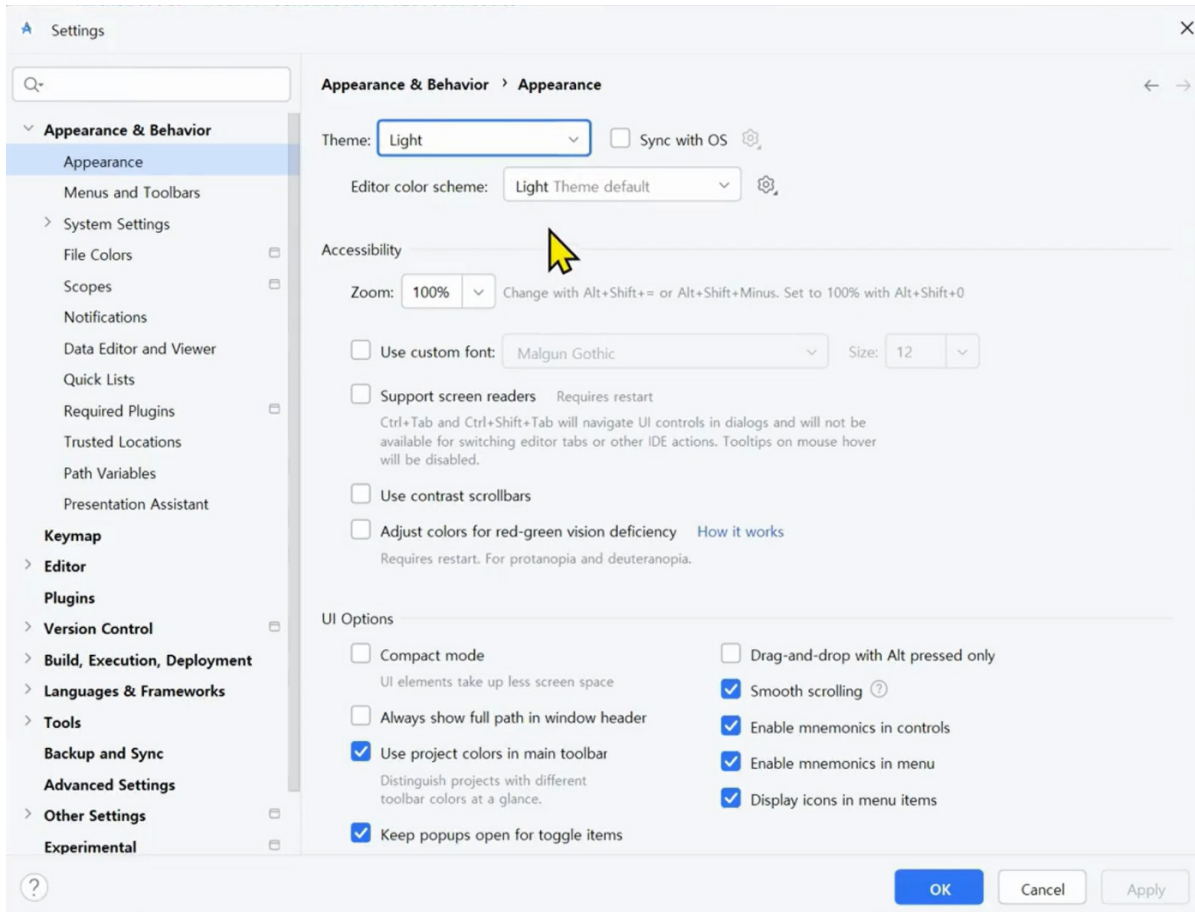 Settings
Appearance & Behavior
Appearance
Menus and Toolbars
System Settings
File Colors
Scopes
Notifications
Data Editor and Viewer
Quick Lists
Required Plugins
Trusted Locations
Path Variables
Presentation Assistant
Keymap
Editor
Plugins
Version Control
Build, Execution, Deployment
Languages & Frameworks
Tools
Backup and Sync
Advanced Settings
Other Settings
Experimental
?
Appearance & Behavior › Appearance
Theme: Light Sync with OS
Editor color scheme: Light Theme default
Accessibility
Zoom: 100% Change with Alt+Shift+= or Alt+Shift+Minus. Set to 100% with Alt+Shift+0
Use custom font: Malgun Gothic Size: 12
Support screen readers Requires restart
Ctrl+Tab and Ctrl+Shift+Tab will navigate UI controls in dialogs and will not be
available for switching editor tabs or other IDE actions. Tooltips on mouse hover
will be disabled.
Use contrast scrollbars
Adjust colors for red-green vision deficiency How it works
Requires restart. For protanopia and deuteranopia.
UI Options
Compact mode
UI elements take up less screen space
Always show full path in window header
Use project colors in main toolbar
Distinguish projects with different
toolbar colors at a glance.
Keep popups open for toggle items
Drag-and-drop with Alt pressed only
Smooth scrolling ?
Enable mnemonics in controls
Enable mnemonics in menu
Display icons in menu items
OK Cancel Apply